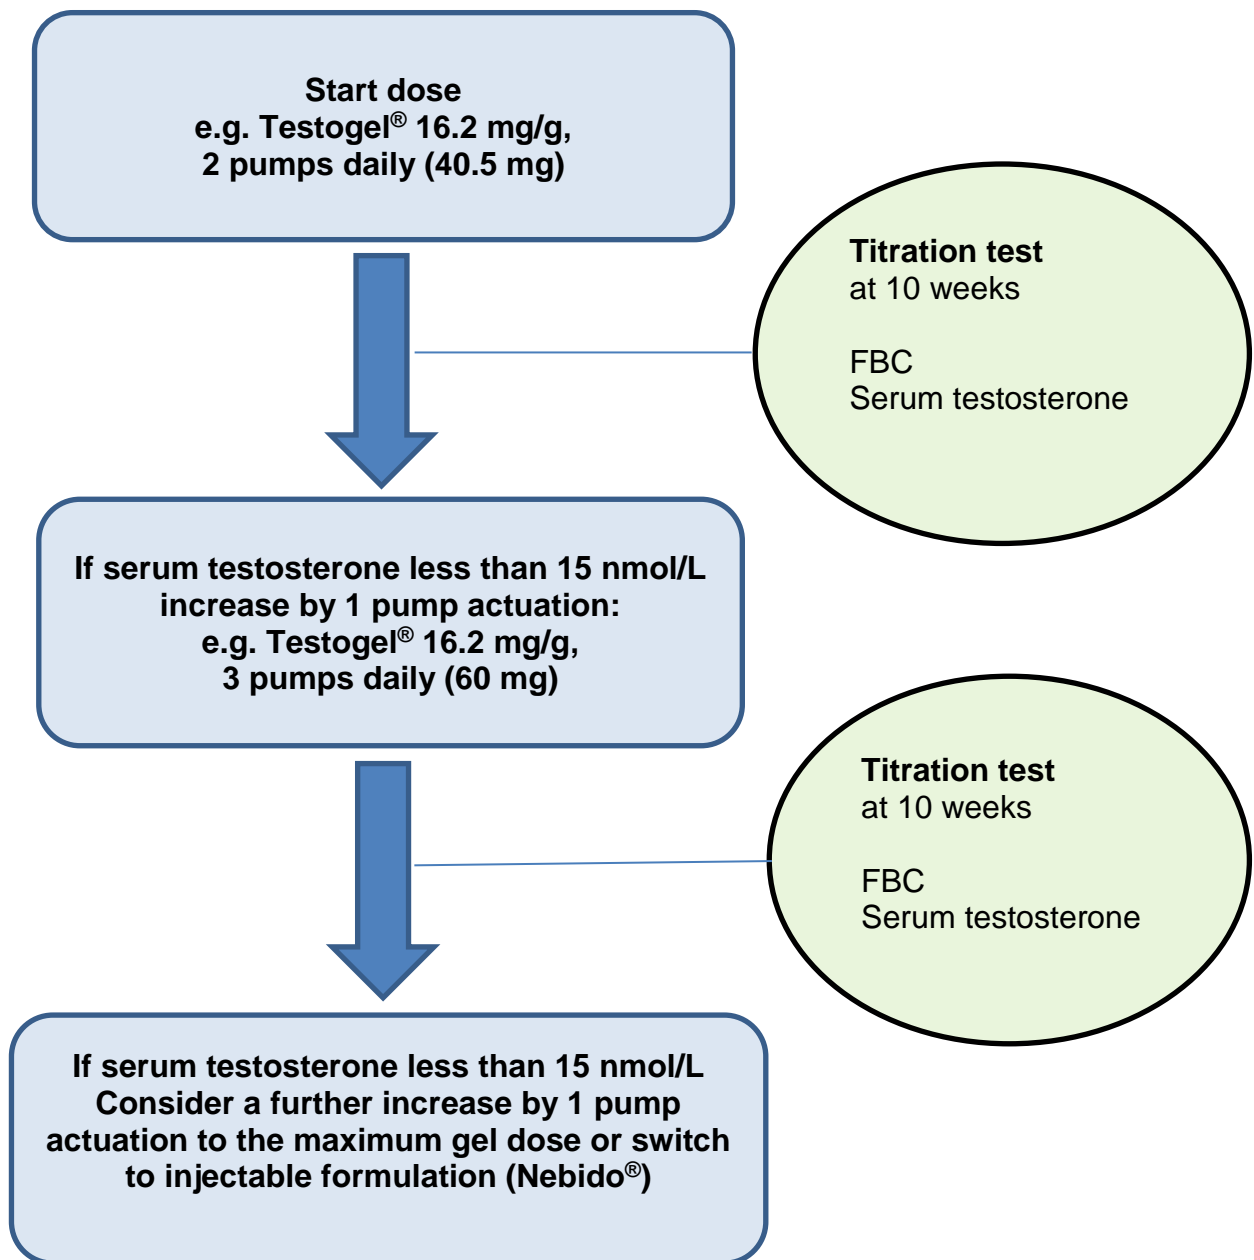 Start dose
e.g. Testogel® 16.2 mg/g,
2 pumps daily (40.5 mg)
Titration test
at 10 weeks
FBC
Serum testosterone
If serum testosterone less than 15 nmol/L
increase by 1 pump actuation:
e.g. Testogel® 16.2 mg/g,
3 pumps daily (60 mg)
Titration test
at 10 weeks
FBC
Serum testosterone
If serum testosterone less than 15 nmol/L
Consider a further increase by 1 pump
actuation to the maximum gel dose or switch
to injectable formulation (Nebido®)